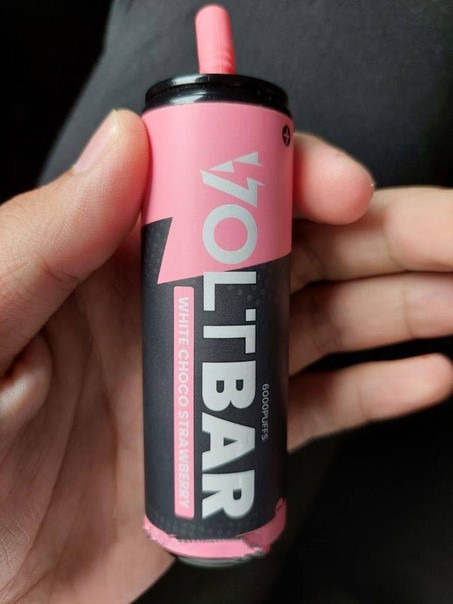 VOLTBAR
WHITE CHOCO STRAWBERRY
6000PUFFS